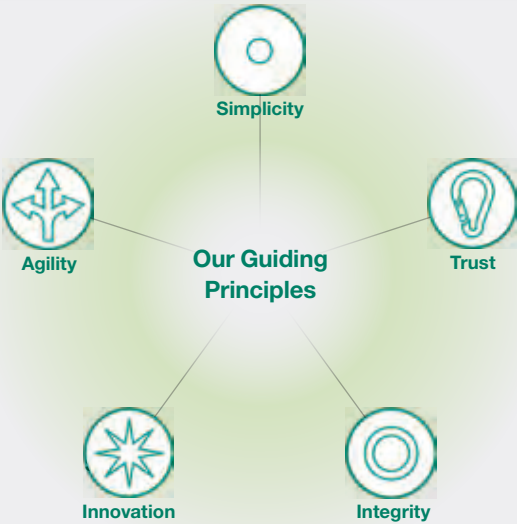 Simplicity
Agility
Trust
Our Guiding
Principles
Innovation
Integrity